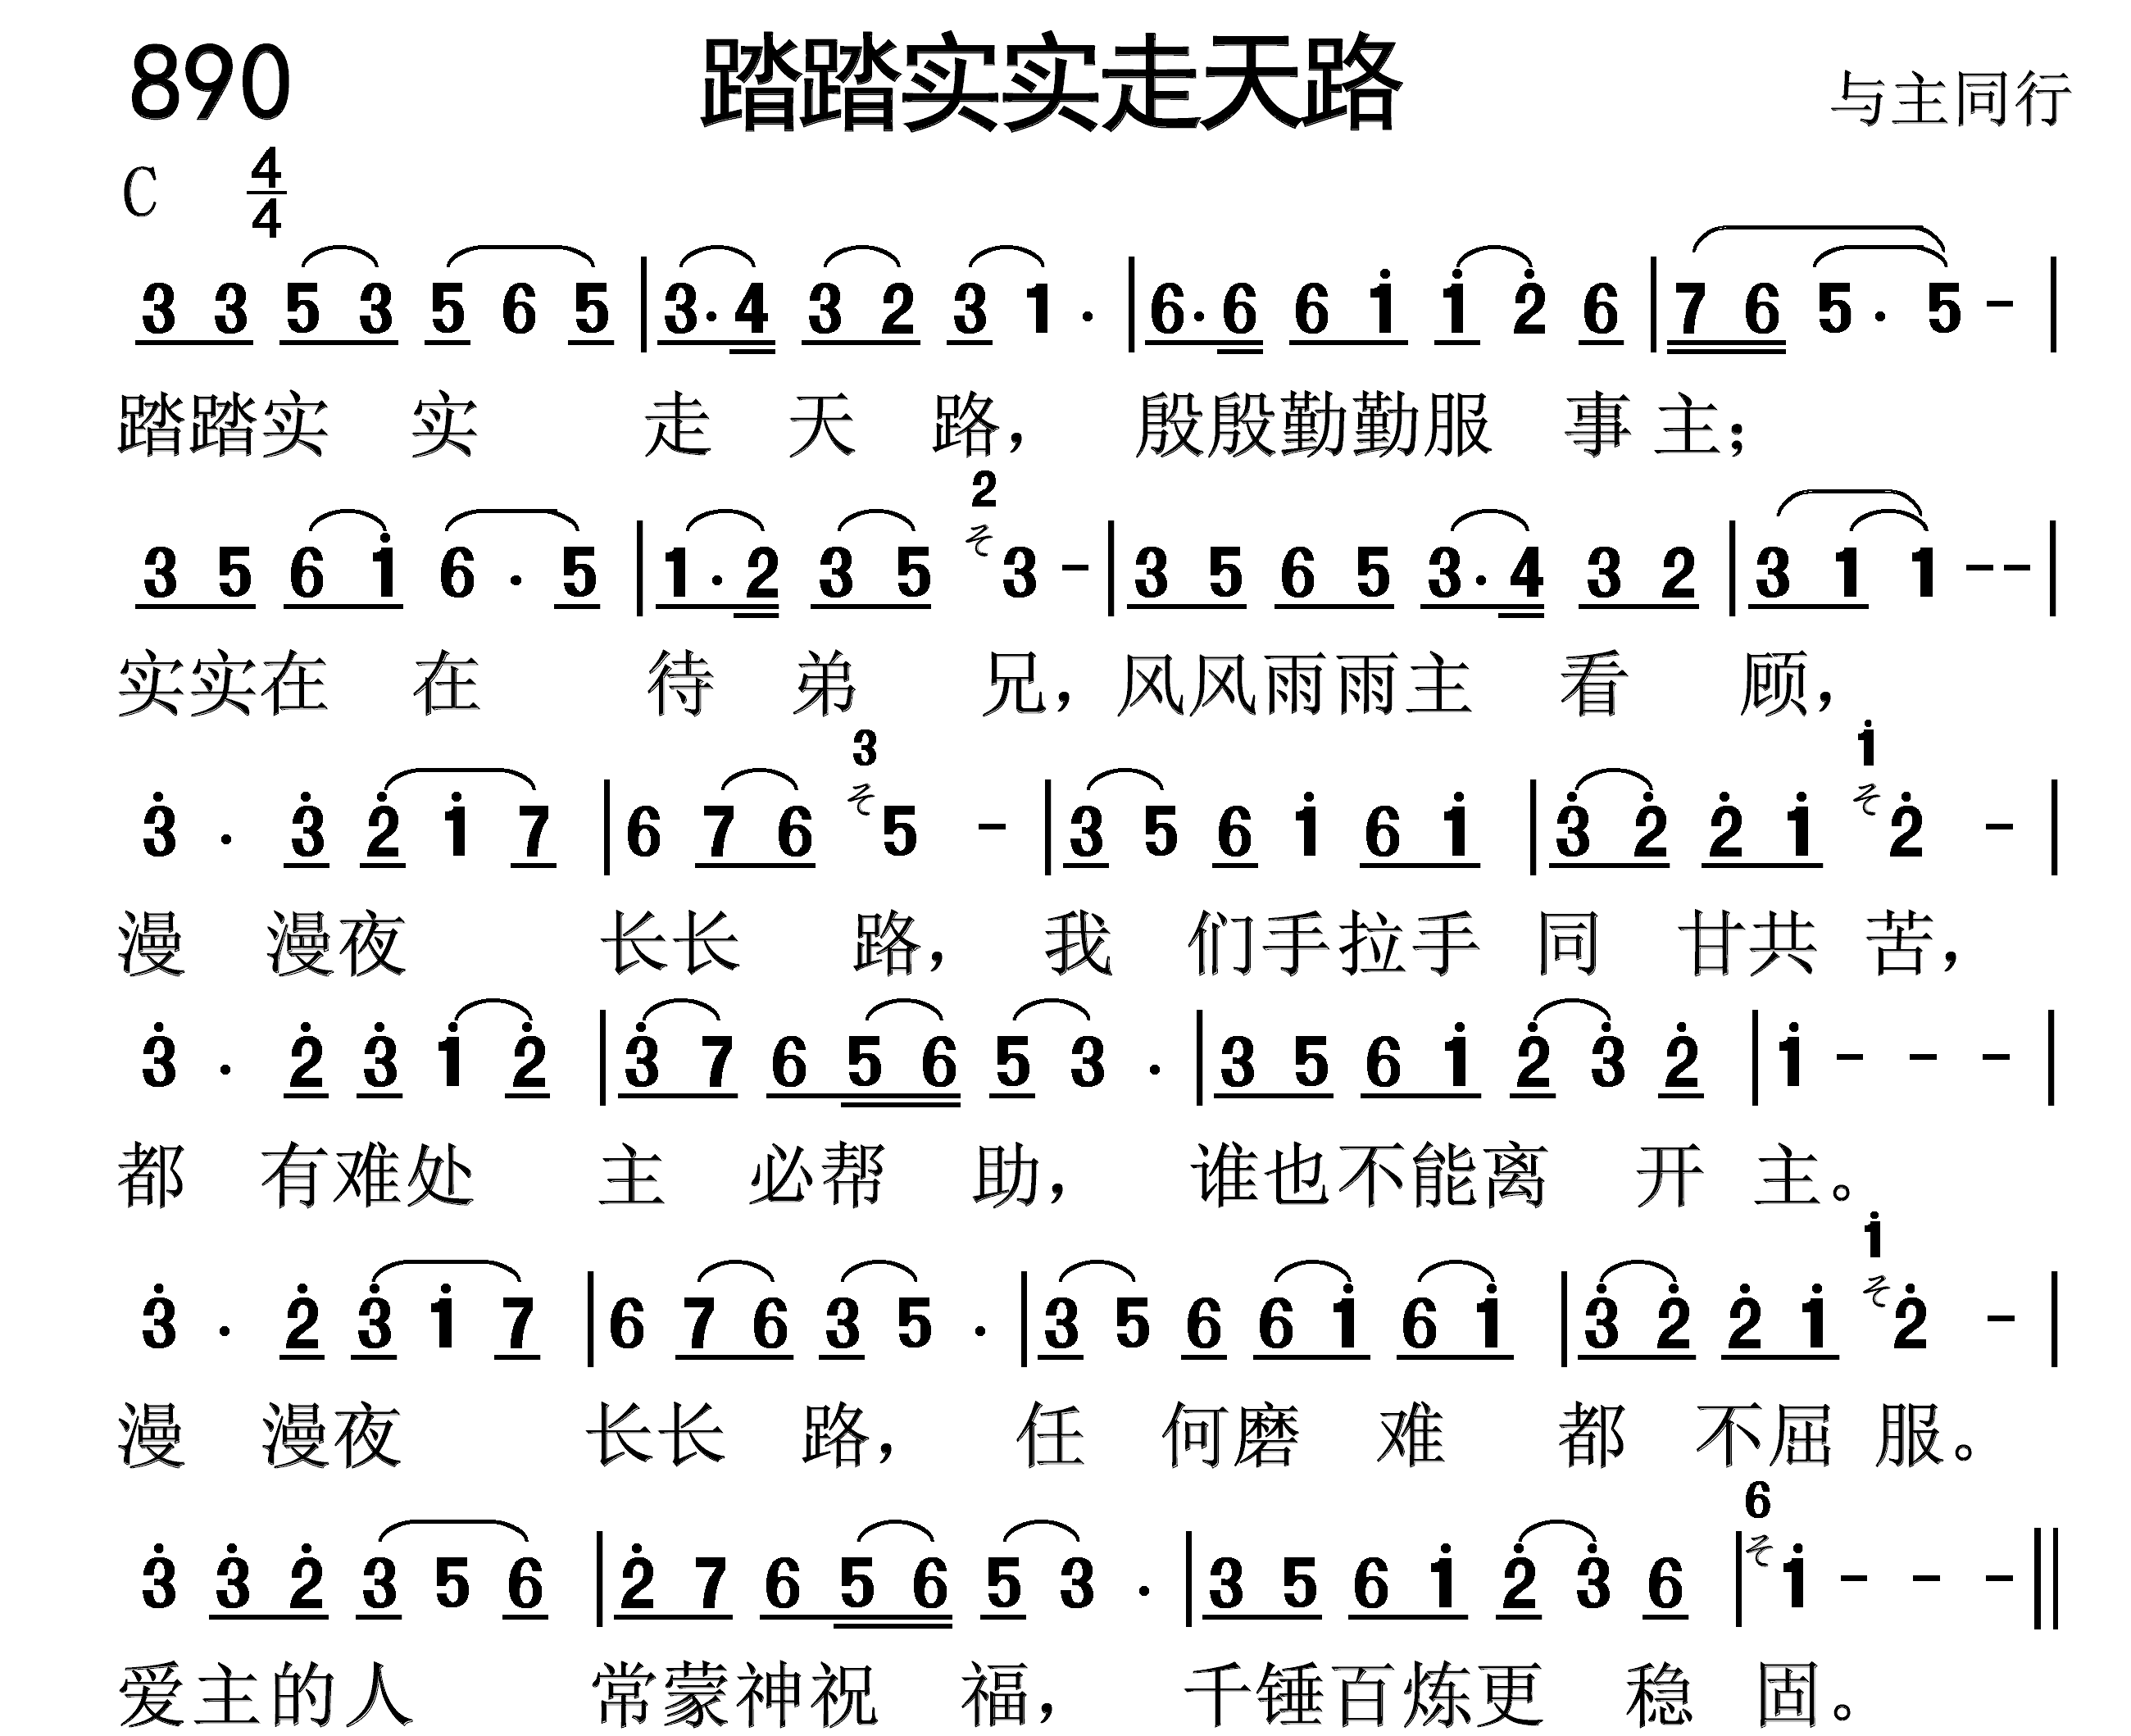 890 踏踏实实走天路 与主同行
C 4/4
3 3 5 3 5 6 5 | 3· 4 3 2 3 1 · | 6· 6 6 i i 2̇ 6 | 7 6 5 · 5 - |
踏踏实 实 走 天 路， 殷殷勤勤服 事 主；
2
3 5 6 i 6 · 5 | 1· 2 3 5 そ 3 - | 3 5 6 5 3· 4 3 2 | 3 1 1 - - |
实实在 在 待 弟 兄，风风雨雨主 看 顾，
3 i
3̇ · 3̇ 2̇ i 7 | 6 7 6 そ 5 - | 3 5 6 i 6 i | 3̇ 2̇ 2̇ i そ 2̇ - |
漫 漫夜 长长 路， 我 们手拉手 同 甘共 苦，
3̇ · 2̇ 3̇ i 2̇ | 3̇ 7 6 5 6 5 3 · | 3 5 6 i 2̇ 3̇ 2̇ | i - - - |
都 有难处 主 必帮 助， 谁也不能离 开 主。
i
3̇ · 2̇ 3̇ i 7 | 6 7 6 3 5 · | 3 5 6 6 i 6 i | 3̇ 2̇ 2̇ i そ 2̇ - |
漫 漫夜 长长 路， 任 何磨 难 都 不屈 服。
6
3̇ 3̇ 2̇ 3 5 6 | 2̇ 7 6 5 6 5 3 · | 3 5 6 i 2̇ 3̇ 6 | そ i - - - ||
爱主的人 常蒙神祝 福， 千锤百炼更 稳 固。